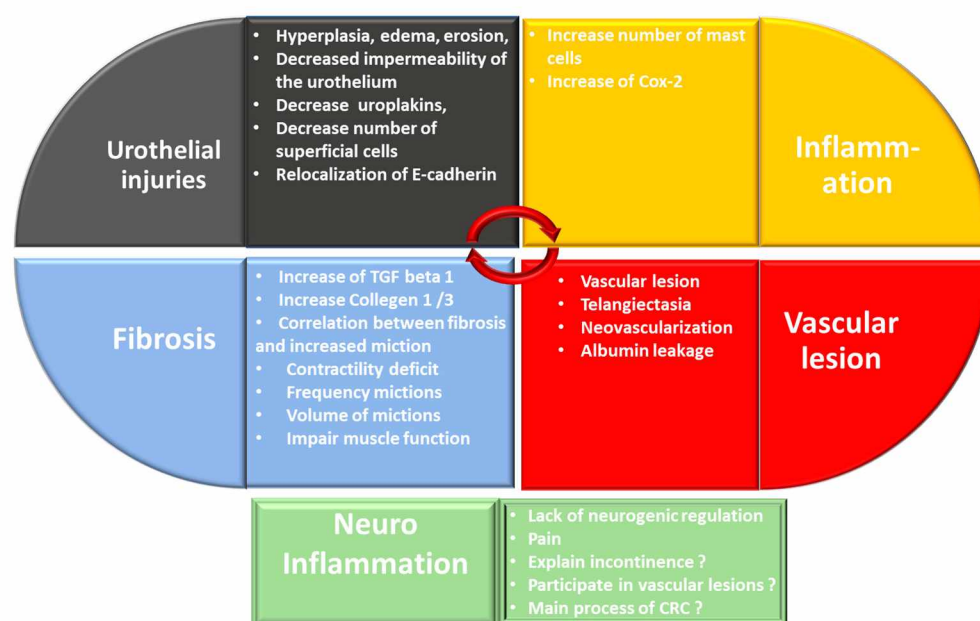 Urothelial
injuries
• Hyperplasia, edema, erosion,
• Decreased impermeability of
the urothelium
• Decrease uroplakins,
• Decrease number of
superficial cells
• Relocalization of E-cadherin
• Increase number of mast
cells
• Increase of Cox-2
Inflamm-
ation
Fibrosis
• Increase of TGF beta 1
• Increase Collegen 1 /3
• Correlation between fibrosis
and increased miction
• Contractility deficit
• Frequency mictions
• Volume of mictions
• Impair muscle function
• Vascular lesion
• Telangiectasia
• Neovascularization
• Albumin leakage
Vascular
lesion
Neuro
Inflammation
• Lack of neurogenic regulation
• Pain
• Explain incontinence ?
• Participate in vascular lesions ?
• Main process of CRC ?